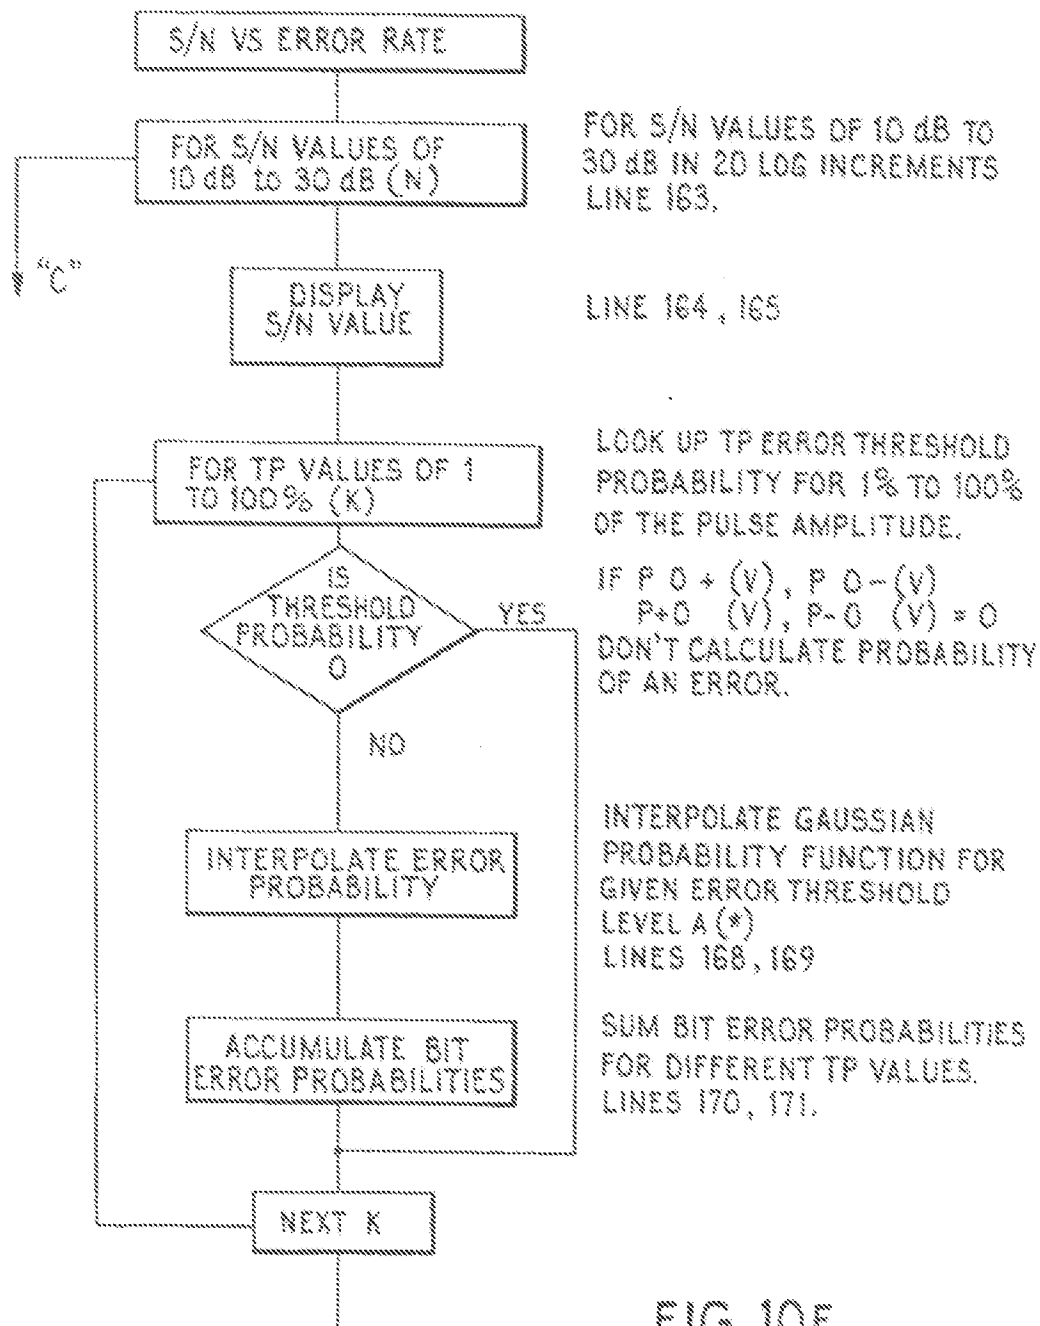 S/N VS ERROR RATE
FOR S/N VALUES OF
10 dB to 30 dB (N)
FOR S/N VALUES OF 10 dB TO
30 dB IN 20 LOG INCREMENTS
LINE 163.
"C"
DISPLAY
S/N VALUE
LINE 164, 165
FOR TP VALUES OF 1
TO 100% (K)
LOOK UP TP ERROR THRESHOLD
PROBABILITY FOR 1% TO 100%
OF THE PULSE AMPLITUDE.
IS
THRESHOLD
PROBABILITY
0
YES
NO
IF P 0 + (V), P 0 - (V)
P+0 (V), P-0 (V) = 0
DON'T CALCULATE PROBABILITY
OF AN ERROR.
INTERPOLATE ERROR
PROBABILITY
INTERPOLATE GAUSSIAN
PROBABILITY FUNCTION FOR
GIVEN ERROR THRESHOLD
LEVEL A(*)
LINES 168, 169
ACCUMULATE BIT
ERROR PROBABILITIES
SUM BIT ERROR PROBABILITIES
FOR DIFFERENT TP VALUES.
LINES 170, 171.
NEXT K
FIG. 10F